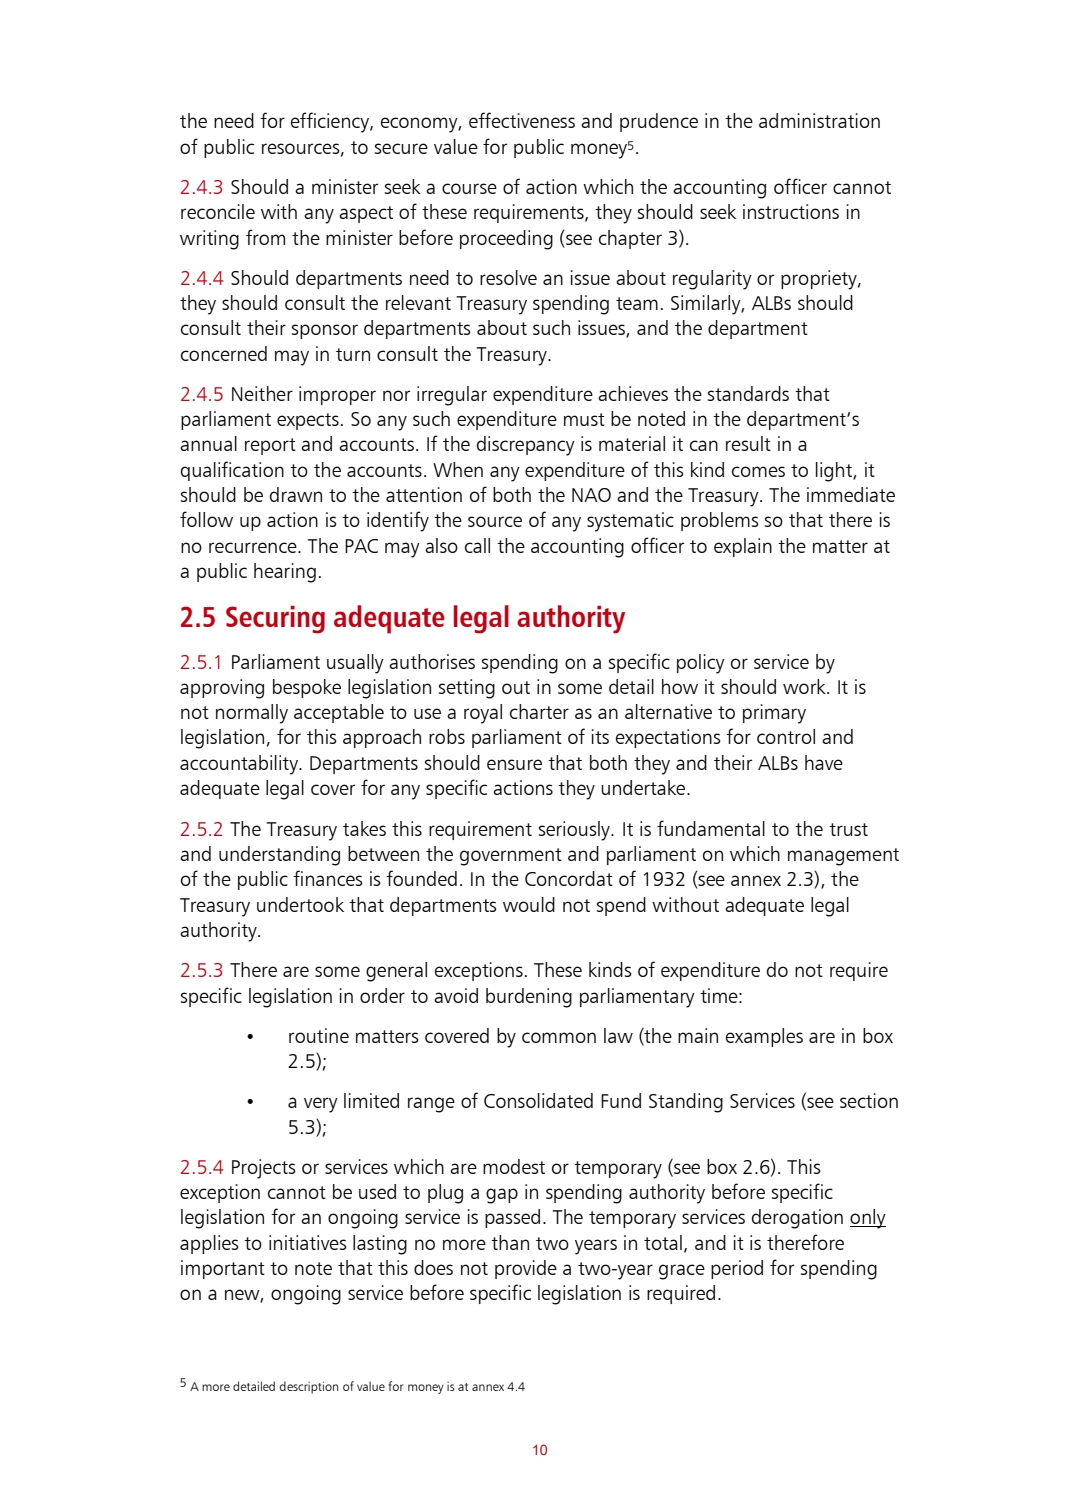 the need for efficiency, economy, effectiveness and prudence in the administration
of public resources, to secure value for public money⁵.
2.4.3 Should a minister seek a course of action which the accounting officer cannot
reconcile with any aspect of these requirements, they should seek instructions in
writing from the minister before proceeding (see chapter 3).
2.4.4 Should departments need to resolve an issue about regularity or propriety,
they should consult the relevant Treasury spending team. Similarly, ALBs should
consult their sponsor departments about such issues, and the department
concerned may in turn consult the Treasury.
2.4.5 Neither improper nor irregular expenditure achieves the standards that
parliament expects. So any such expenditure must be noted in the department’s
annual report and accounts. If the discrepancy is material it can result in a
qualification to the accounts. When any expenditure of this kind comes to light, it
should be drawn to the attention of both the NAO and the Treasury. The immediate
follow up action is to identify the source of any systematic problems so that there is
no recurrence. The PAC may also call the accounting officer to explain the matter at
a public hearing.
2.5 Securing adequate legal authority
2.5.1 Parliament usually authorises spending on a specific policy or service by
approving bespoke legislation setting out in some detail how it should work. It is
not normally acceptable to use a royal charter as an alternative to primary
legislation, for this approach robs parliament of its expectations for control and
accountability. Departments should ensure that both they and their ALBs have
adequate legal cover for any specific actions they undertake.
2.5.2 The Treasury takes this requirement seriously. It is fundamental to the trust
and understanding between the government and parliament on which management
of the public finances is founded. In the Concordat of 1932 (see annex 2.3), the
Treasury undertook that departments would not spend without adequate legal
authority.
2.5.3 There are some general exceptions. These kinds of expenditure do not require
specific legislation in order to avoid burdening parliamentary time:
• routine matters covered by common law (the main examples are in box
2.5);
• a very limited range of Consolidated Fund Standing Services (see section
5.3);
2.5.4 Projects or services which are modest or temporary (see box 2.6). This
exception cannot be used to plug a gap in spending authority before specific
legislation for an ongoing service is passed. The temporary services derogation only
applies to initiatives lasting no more than two years in total, and it is therefore
important to note that this does not provide a two-year grace period for spending
on a new, ongoing service before specific legislation is required.
⁵ A more detailed description of value for money is at annex 4.4
10